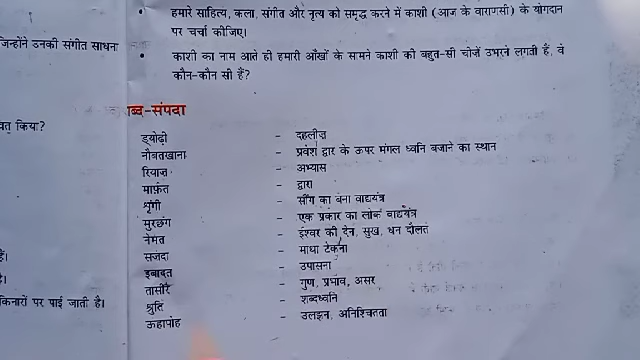 • हमारे साहित्य, कला, संगीत और नृत्य को समृद्ध करने में काशी (आज के वाराणसी) के योगदान
पर चर्चा कीजिए।
जिन्होंने उनकी संगीत साधना
• काशी का नाम आते ही हमारी आँखों के सामने काशी की बहुत-सी चीज़ें उभरने लगती हैं, वे
कौन-कौन सी हैं?
शब्द-संपदा
किया?
ड्योढ़ी – दहलीज़
नौबतखाना – प्रवेश द्वार के ऊपर मंगल ध्वनि बजाने का स्थान
रियाज़ – अभ्यास
मार्फ़त – द्वारा
शृंगी – सींग का बना वाद्ययंत्र
मुरछंग – एक प्रकार का लोक वाद्ययंत्र
नेमत – ईश्वर की देन, सुख, धन दौलत
सजदा – माथा टेकना
इबादत – उपासना
तासीर – गुण, प्रभाव, असर
श्रुति – शब्दध्वनि
ऊहापोह – उलझन, अनिश्चितता
हैं।
है।
किनारों पर पाई जाती है।